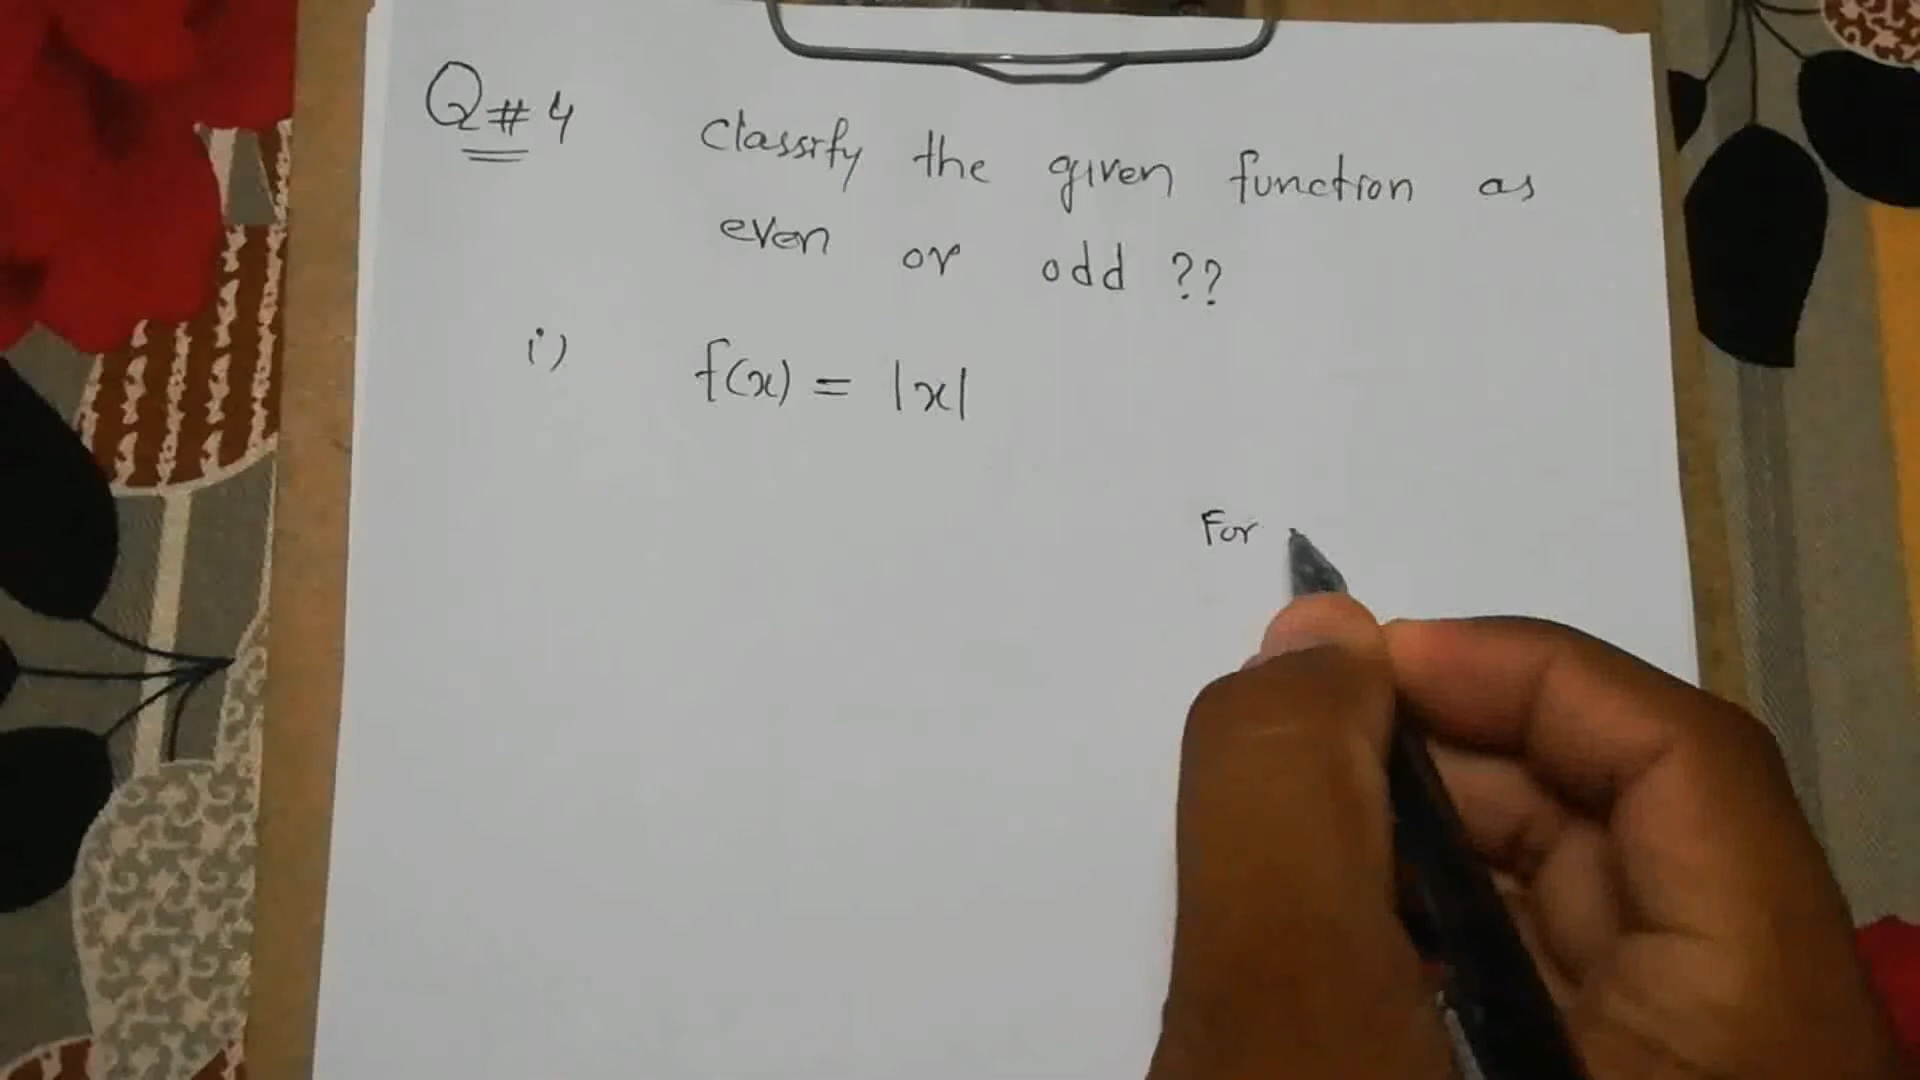 Q#4 Classify the given function as
even or odd ??
i) f(x) = |x|
For